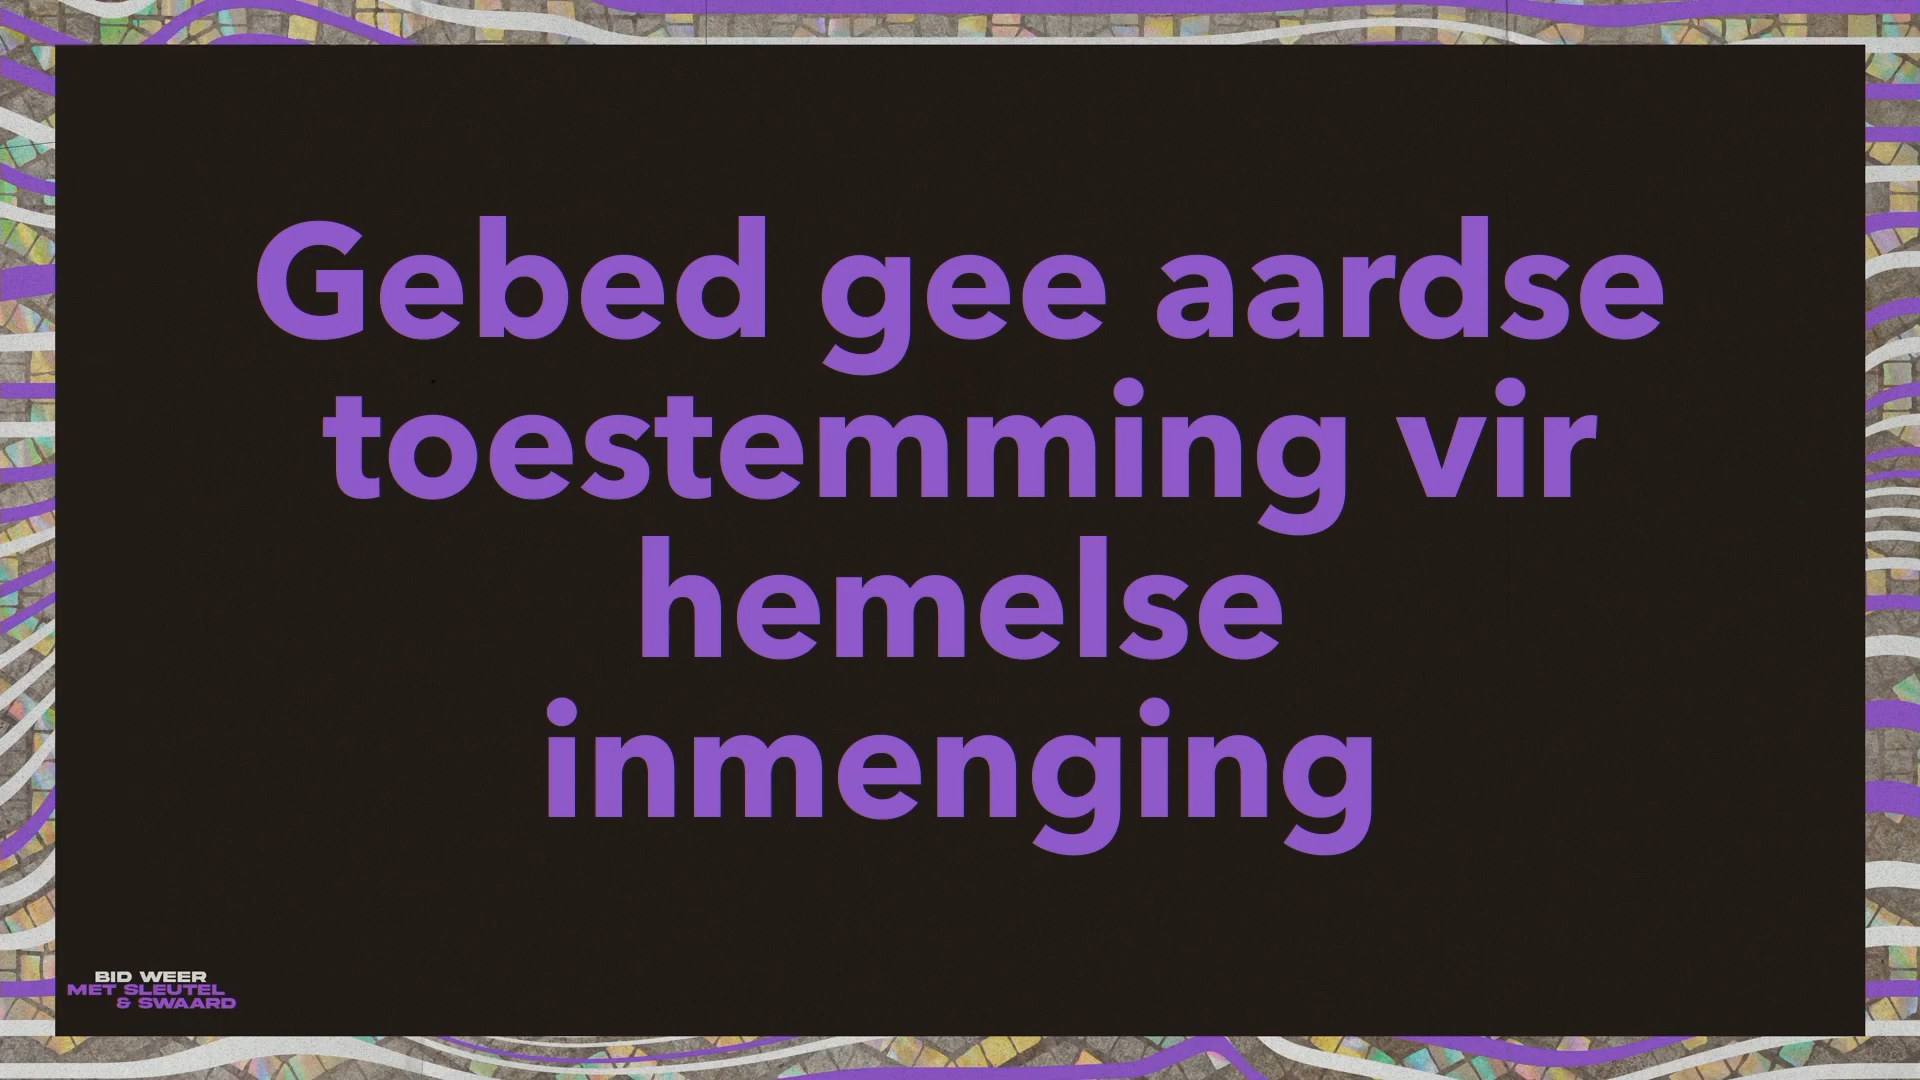 Gebed gee aardse
toestemming vir
hemelse
inmenging
BID WEER
MET SLEUTEL
& SWAARD